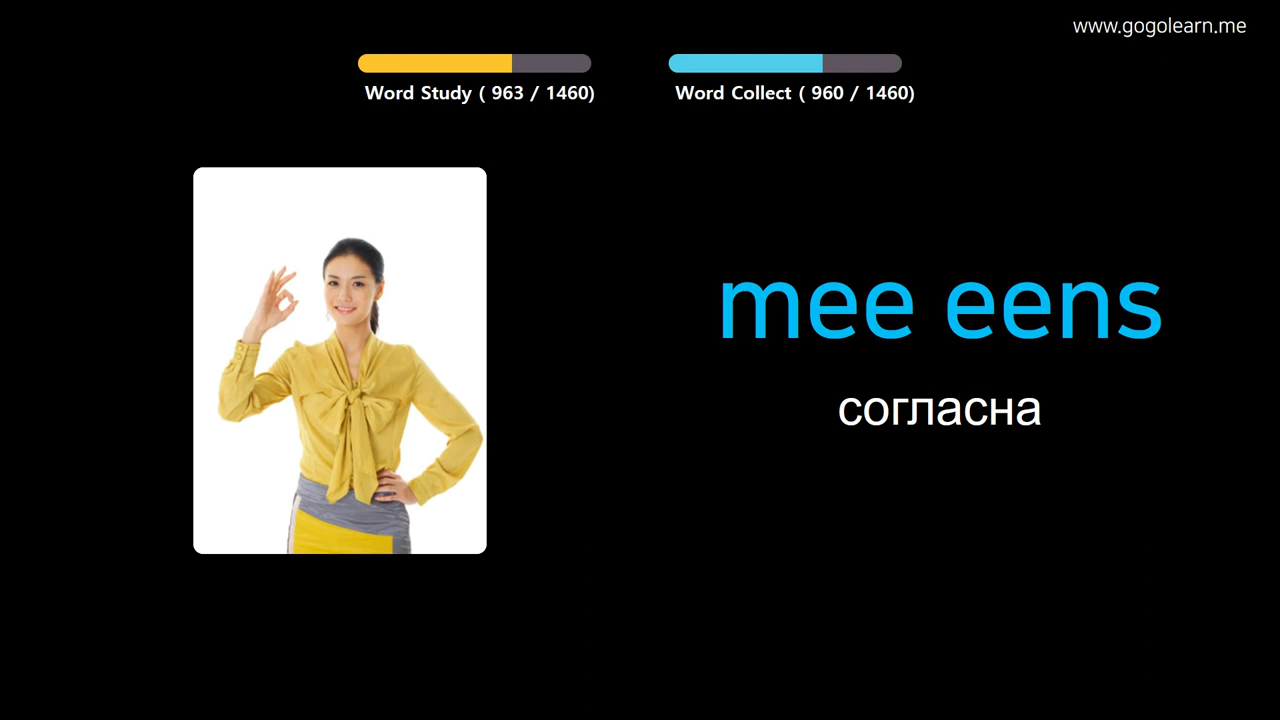 www.gogolearn.me
Word Study ( 963 / 1460)
Word Collect ( 960 / 1460)
mee eens
согласна